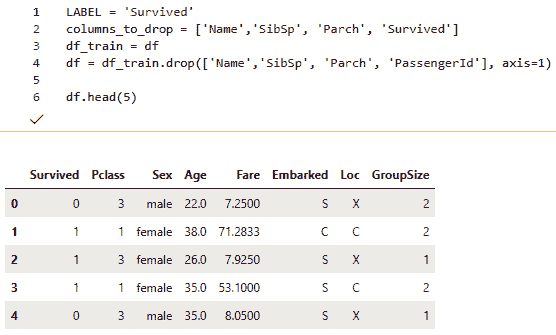 1 LABEL = 'Survived'
2 columns_to_drop = ['Name','SibSp', 'Parch', 'Survived']
3 df_train = df
4 df = df_train.drop(['Name','SibSp', 'Parch', 'PassengerId'], axis=1)
5
6 df.head(5)
Survived Pclass Sex Age Fare Embarked Loc GroupSize
0 0 3 male 22.0 7.2500 S X 2
1 1 1 female 38.0 71.2833 C C 2
2 1 3 female 26.0 7.9250 S X 1
3 1 1 female 35.0 53.1000 S C 2
4 0 3 male 35.0 8.0500 S X 1